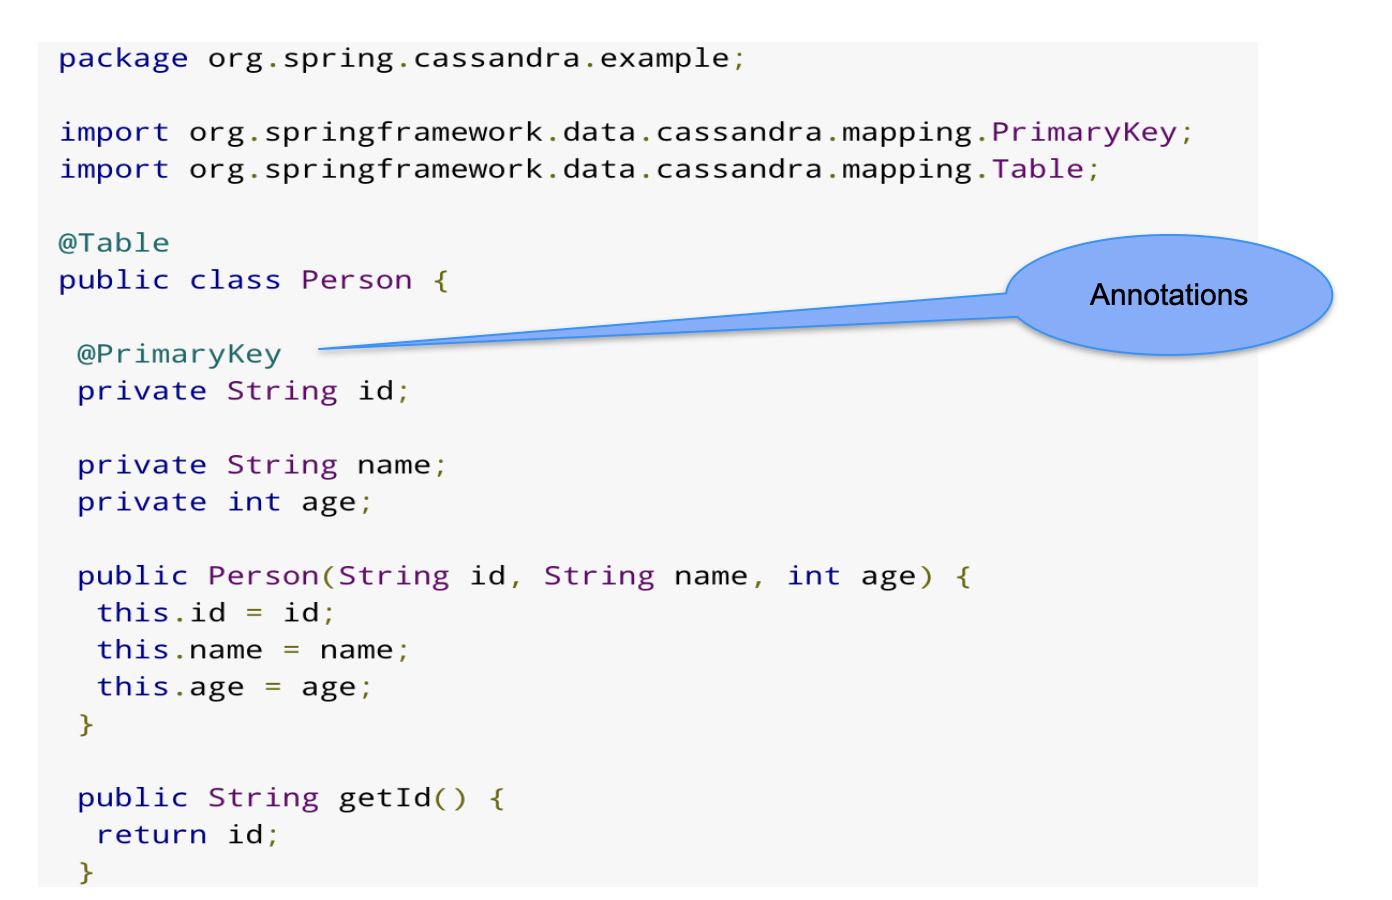 package org.spring.cassandra.example;
import org.springframework.data.cassandra.mapping.PrimaryKey;
import org.springframework.data.cassandra.mapping.Table;
@Table
public class Person {
Annotations
@PrimaryKey
private String id;
private String name;
private int age;
public Person(String id, String name, int age) {
this.id = id;
this.name = name;
this.age = age;
}
public String getId() {
return id;
}